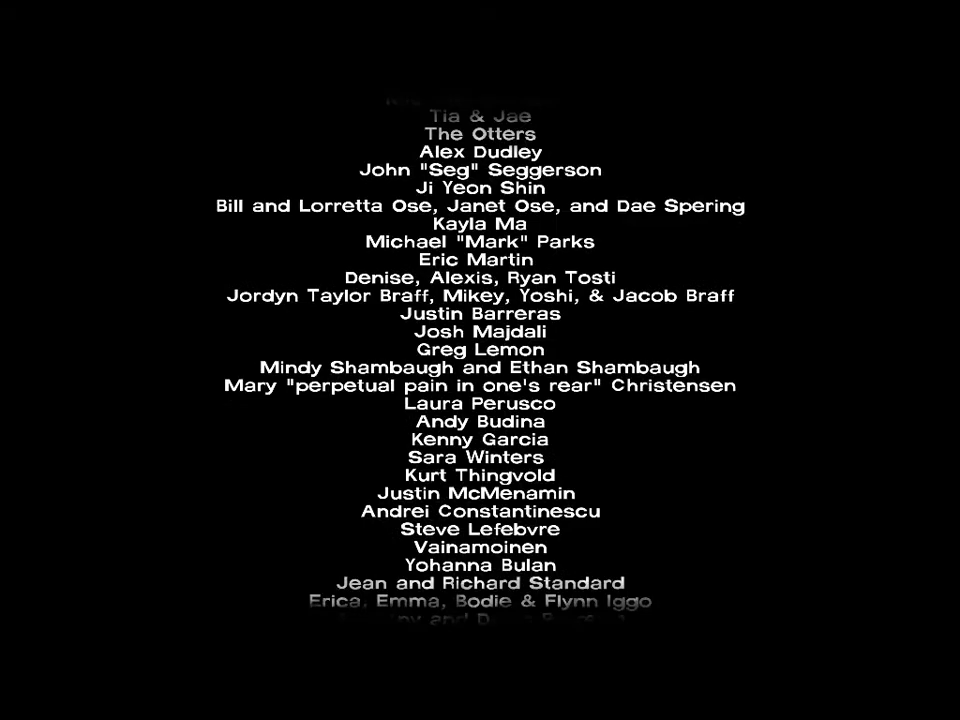 Tia & Jae
The Otters
Alex Dudley
John "Seg" Seggerson
Ji Yeon Shin
Bill and Lorretta Ose, Janet Ose, and Dae Spering
Kayla Ma
Michael "Mark" Parks
Eric Martin
Denise, Alexis, Ryan Tosti
Jordyn Taylor Braff, Mikey, Yoshi, & Jacob Braff
Justin Barreras
Josh Majdali
Greg Lemon
Mindy Shambaugh and Ethan Shambaugh
Mary "perpetual pain in one's rear" Christensen
Laura Perusco
Andy Budina
Kenny Garcia
Sara Winters
Kurt Thingvold
Justin McMenamin
Andrei Constantinescu
Steve Lefebvre
Vainamoinen
Yohanna Bulan
Jean and Richard Standard
Erica, Emma, Bodie & Flynn Iggo
and